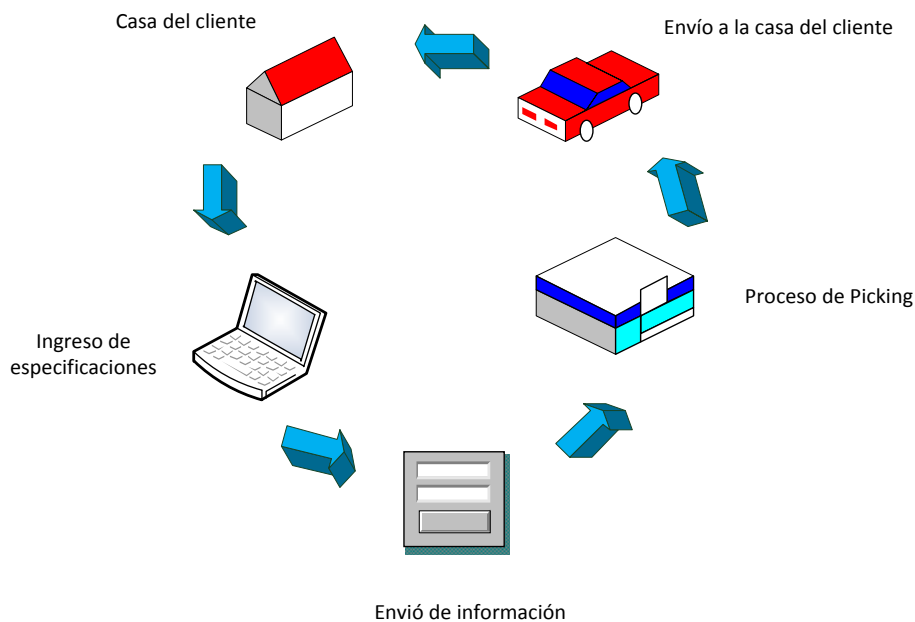 Casa del cliente
Envío a la casa del cliente
Proceso de Picking
Ingreso de
especificaciones
Envió de información